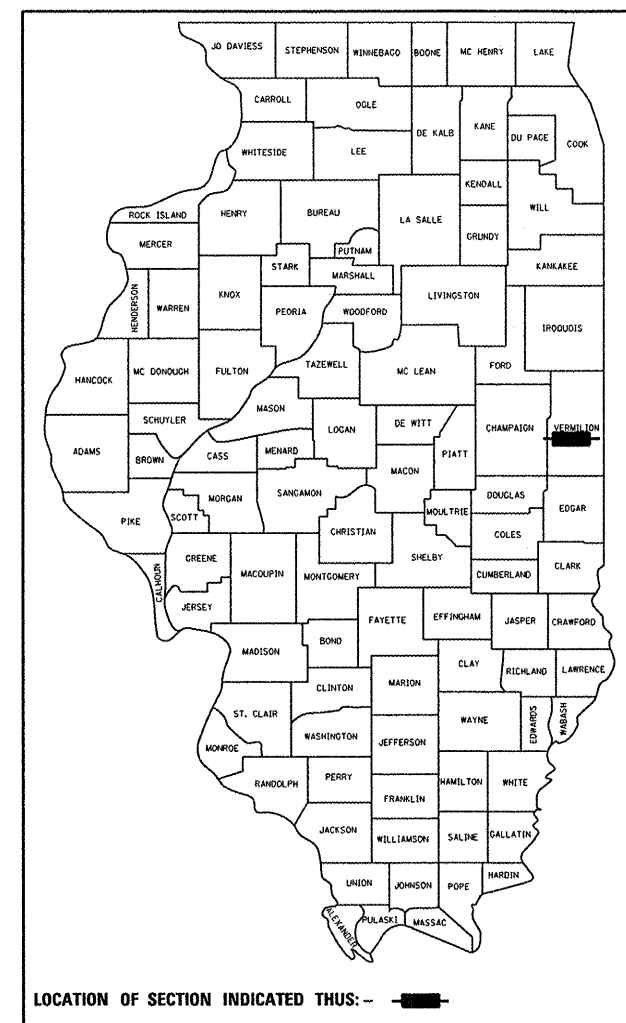 JO DAVIESS STEPHENSON WINNEBAGO BOONE MC HENRY LAKE
CARROLL OGLE
DE KALB KANE DU PAGE COOK
WHITESIDE LEE
KENDALL
ROCK ISLAND HENRY BUREAU LA SALLE WILL
GRUNDY
MERCER PUTNAM
STARK MARSHALL KANKAKEE
HENDERSON WARREN KNOX PEORIA WOODFORD LIVINGSTON IROQUOIS
HANCOCK MC DONOUGH FULTON TAZEWELL MC LEAN FORD
MASON
SCHUYLER LOGAN DE WITT CHAMPAIGN VERMILION
ADAMS BROWN CASS MENARD PIATT
MACON
MORGAN SANGAMON DOUGLAS
PIKE SCOTT CHRISTIAN MOULTRIE EDGAR
COLES
GREENE SHELBY
CALHOUN MACOUPIN MONTGOMERY CUMBERLAND CLARK
JERSEY
FAYETTE EFFINGHAM JASPER CRAWFORD
MADISON BOND
CLAY RICHLAND LAWRENCE
CLINTON MARION
ST. CLAIR WAYNE EDWARDS WABASH
WASHINGTON JEFFERSON
MONROE
RANDOLPH PERRY HAMILTON WHITE
FRANKLIN
JACKSON WILLIAMSON SALINE GALLATIN
UNION JOHNSON POPE HARDIN
ALEXANDER PULASKI MASSAC
LOCATION OF SECTION INDICATED THUS:–